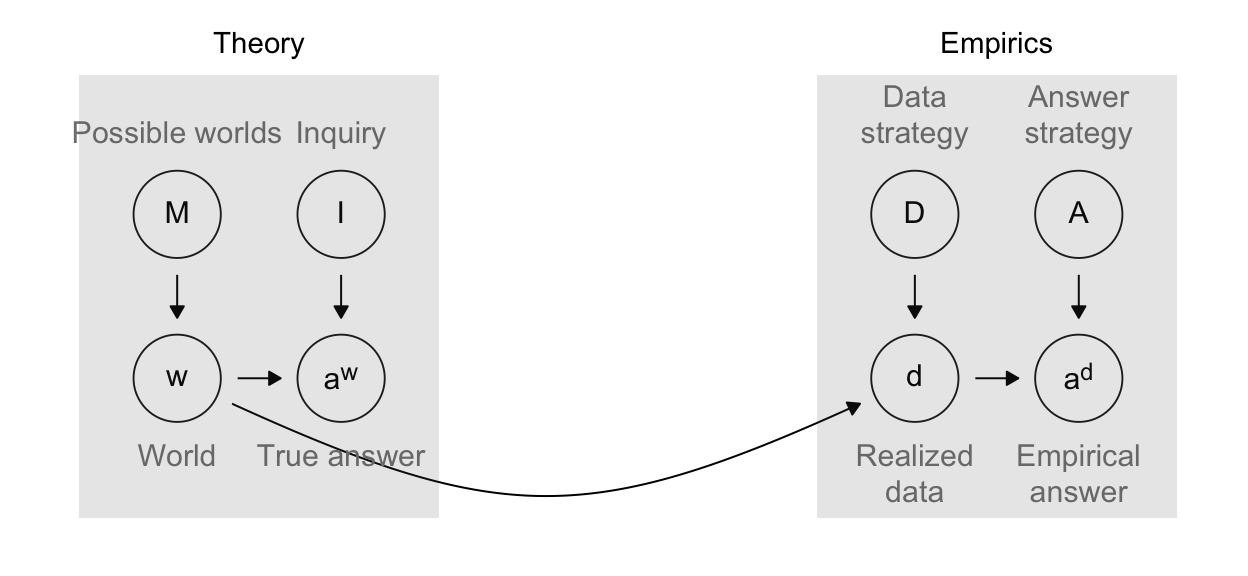 Theory
Empirics
Possible worlds
Inquiry
Data
strategy
Answer
strategy
M
I
D
A
w
a^w
d
a^d
World
True answer
Realized
data
Empirical
answer